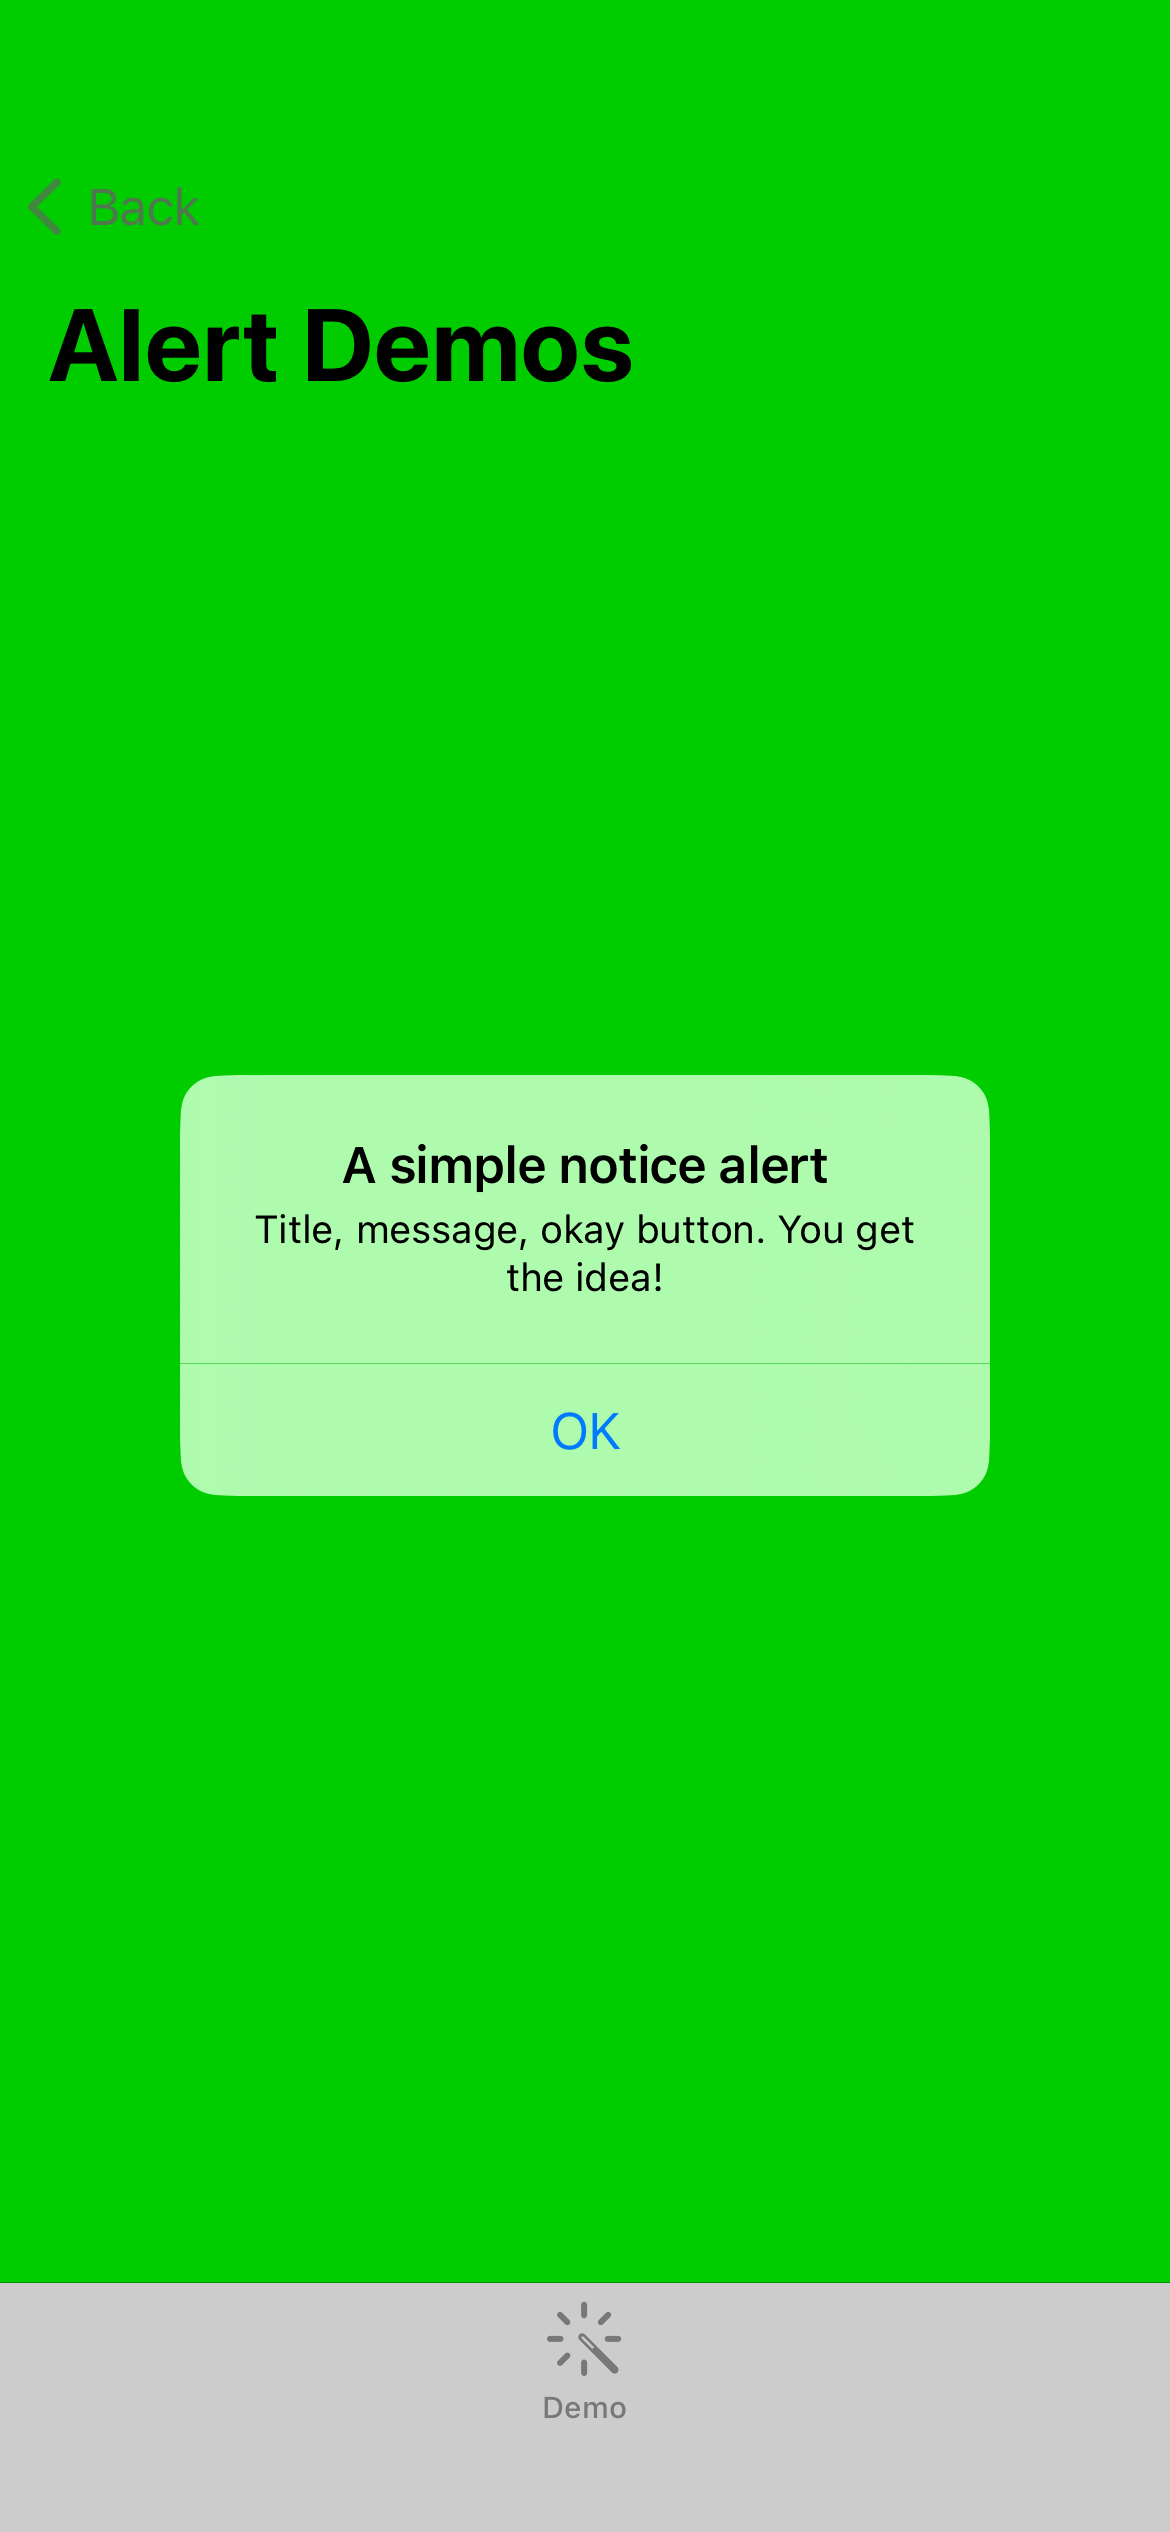 Back
Alert Demos
A simple notice alert
Title, message, okay button. You get
the idea!
OK
Demo